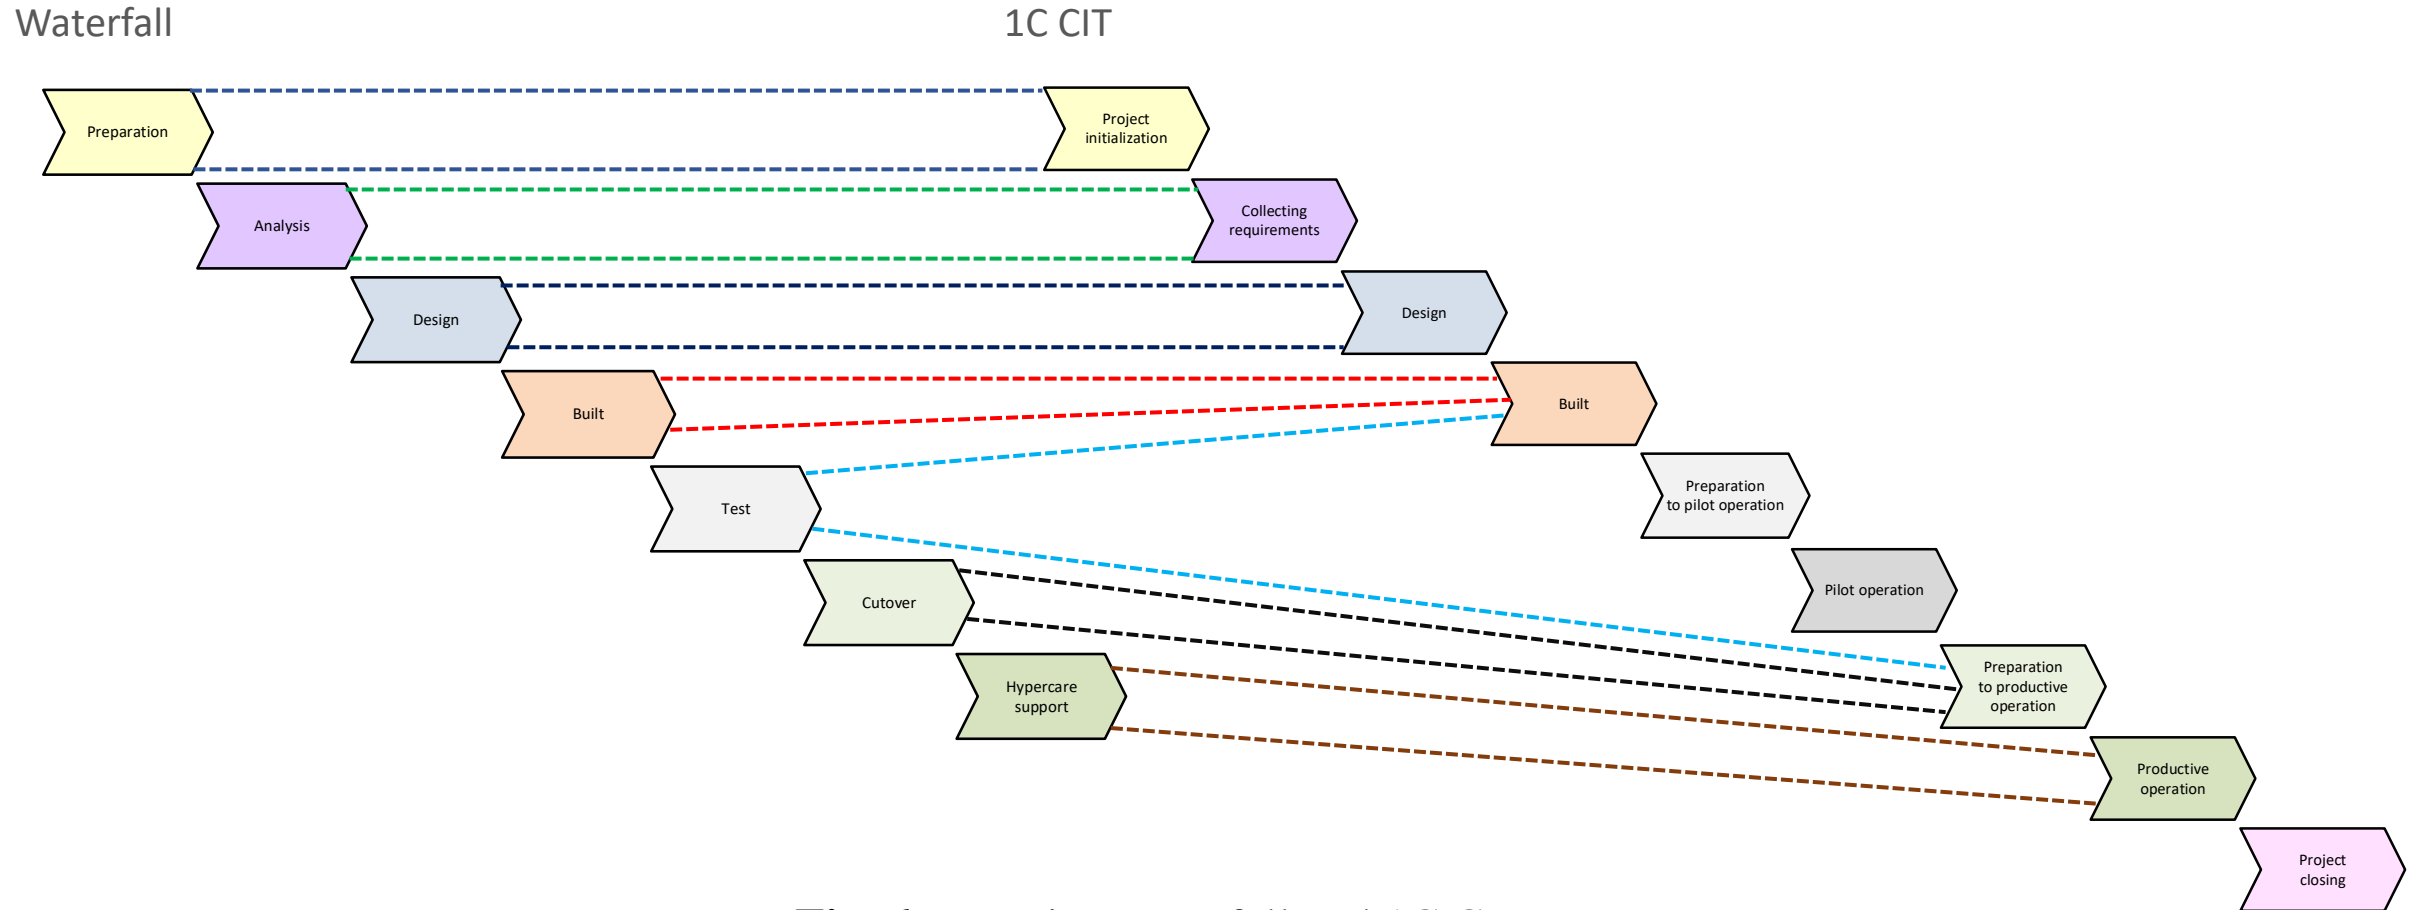 Waterfall
1C CIT
Preparation
Project
initialization
Analysis
Collecting
requirements
Design
Design
Built
Built
Test
Preparation
to pilot operation
Cutover
Pilot operation
Hypercare
support
Preparation
to productive
operation
Productive
operation
Project
closing